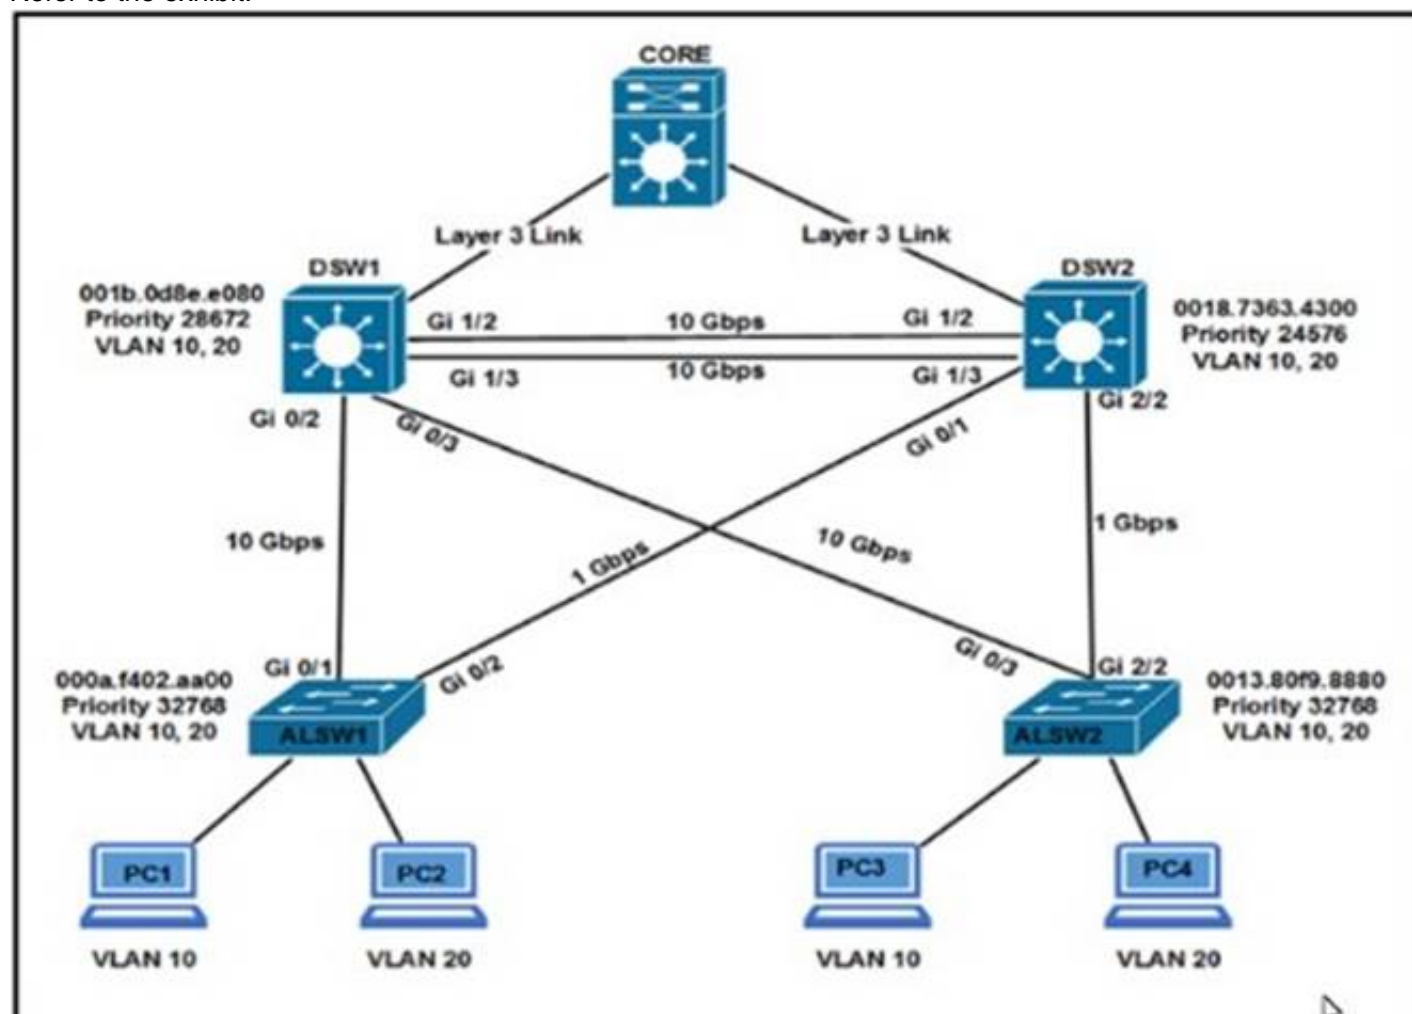 Refer to the exhibit.
CORE
Layer 3 Link
Layer 3 Link
DSW1
DSW2
001b.0d8e.e080
Priority 28672
VLAN 10, 20
0018.7363.4300
Priority 24576
VLAN 10, 20
Gi 1/2
10 Gbps
Gi 1/2
Gi 1/3
10 Gbps
Gi 1/3
Gi 0/2
Gi 0/3
Gi 0/1
Gi 2/2
10 Gbps
1 Gbps
10 Gbps
1 Gbps
000a.f402.aa00
Priority 32768
VLAN 10, 20
Gi 0/1
Gi 0/2
Gi 0/3
Gi 2/2
0013.80f9.8880
Priority 32768
VLAN 10, 20
ALSW1
ALSW2
PC1
PC2
PC3
PC4
VLAN 10
VLAN 20
VLAN 10
VLAN 20